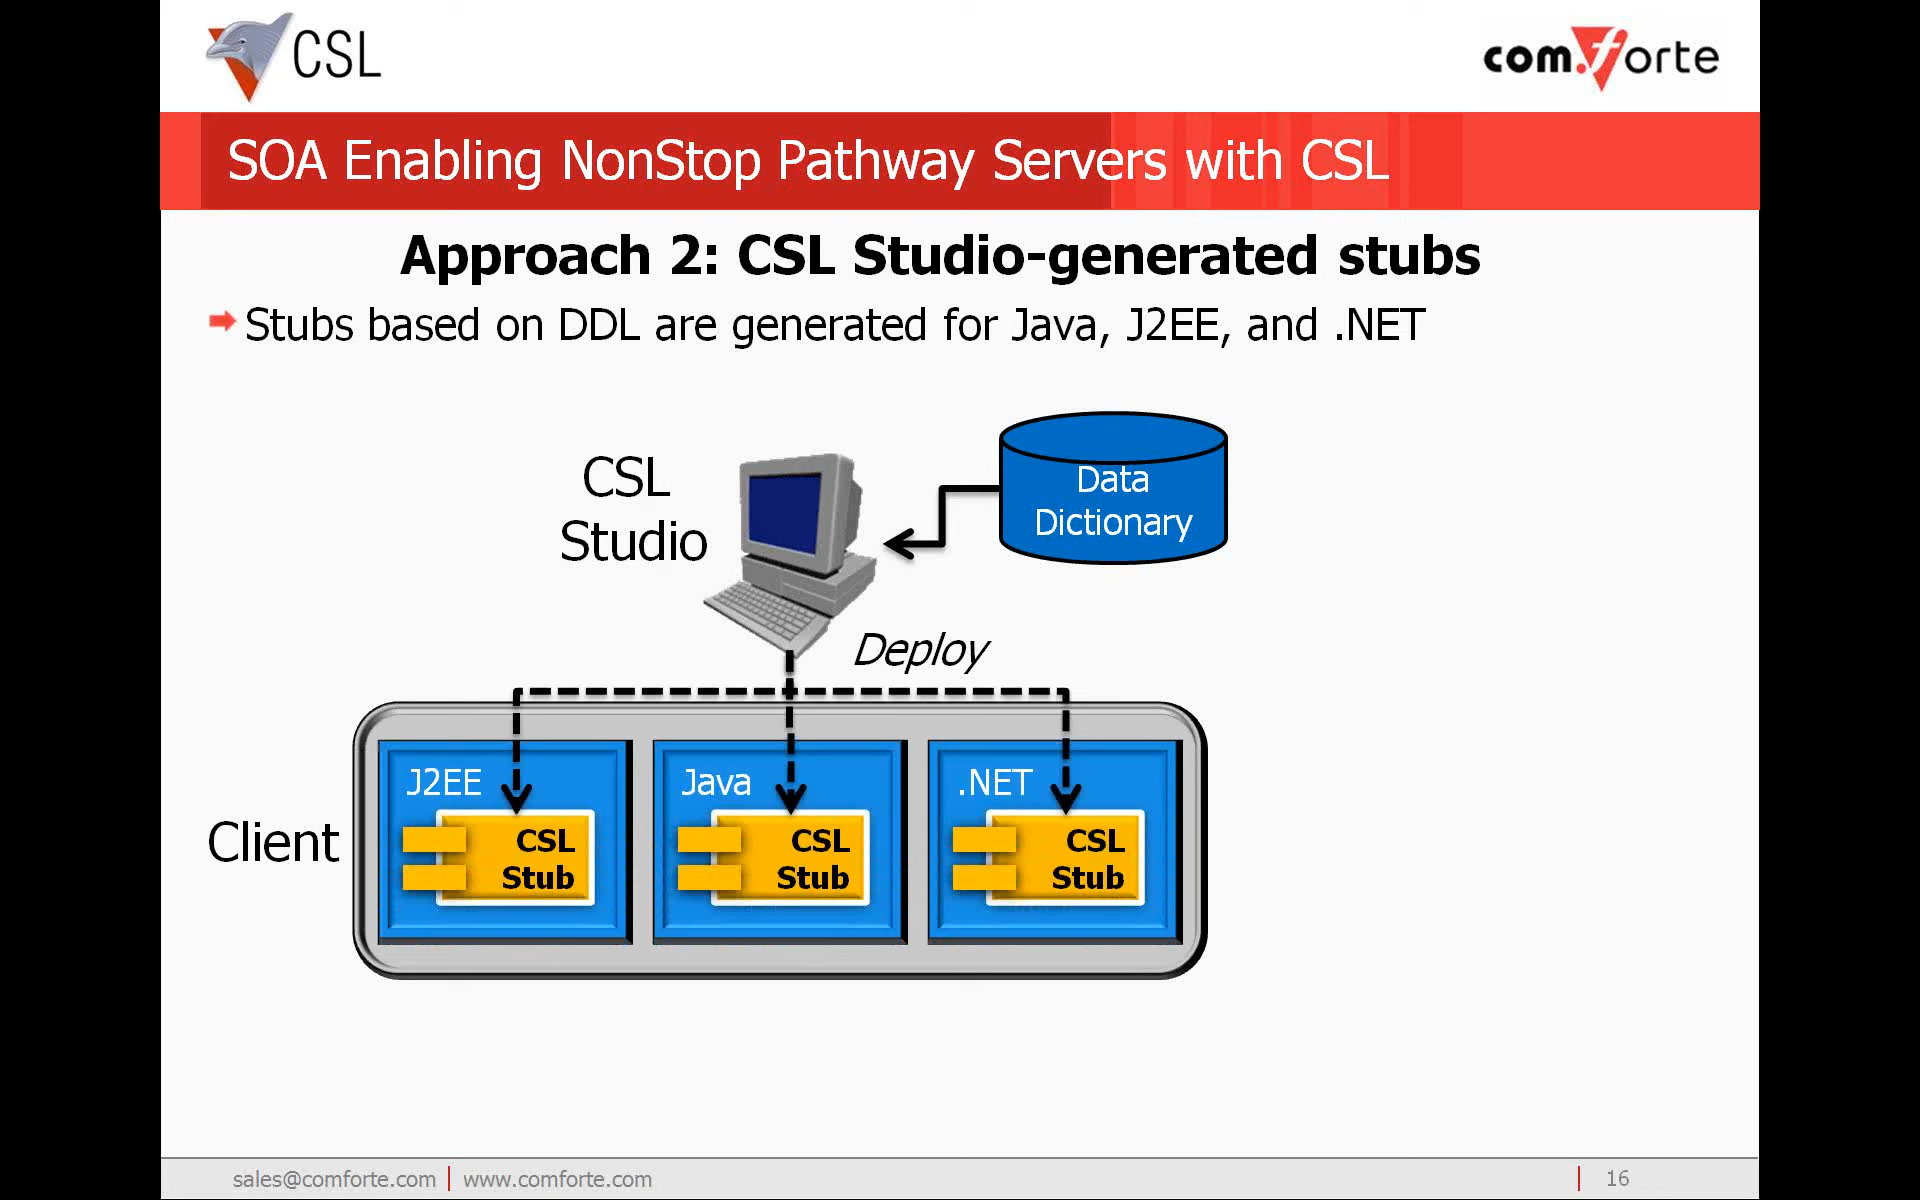 CSL
com.forte
SOA Enabling NonStop Pathway Servers with CSL
Approach 2: CSL Studio-generated stubs
Stubs based on DDL are generated for Java, J2EE, and .NET
CSL
Studio
Data
Dictionary
Deploy
Client
J2EE
CSL
Stub
Java
CSL
Stub
.NET
CSL
Stub
sales@comforte.com
www.comforte.com
16